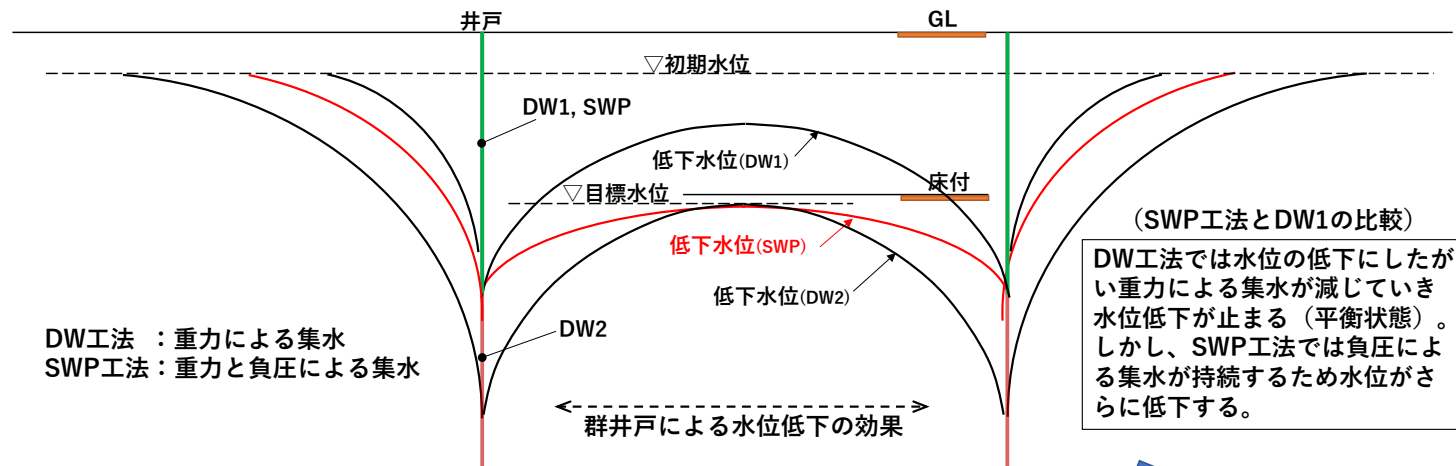 井戸
GL
▽初期水位
DW1, SWP
低下水位(DW1)
▽目標水位
床付
低下水位(SWP)
低下水位(DW2)
DW2
DW工法 ：重力による集水
SWP工法：重力と負圧による集水
群井戸による水位低下の効果
（SWP工法とDW1の比較）
DW工法では水位の低下にしたが
い重力による集水が減じていき
水位低下が止まる（平衡状態）。
しかし、SWP工法では負圧によ
る集水が持続するため水位がさ
らに低下する。